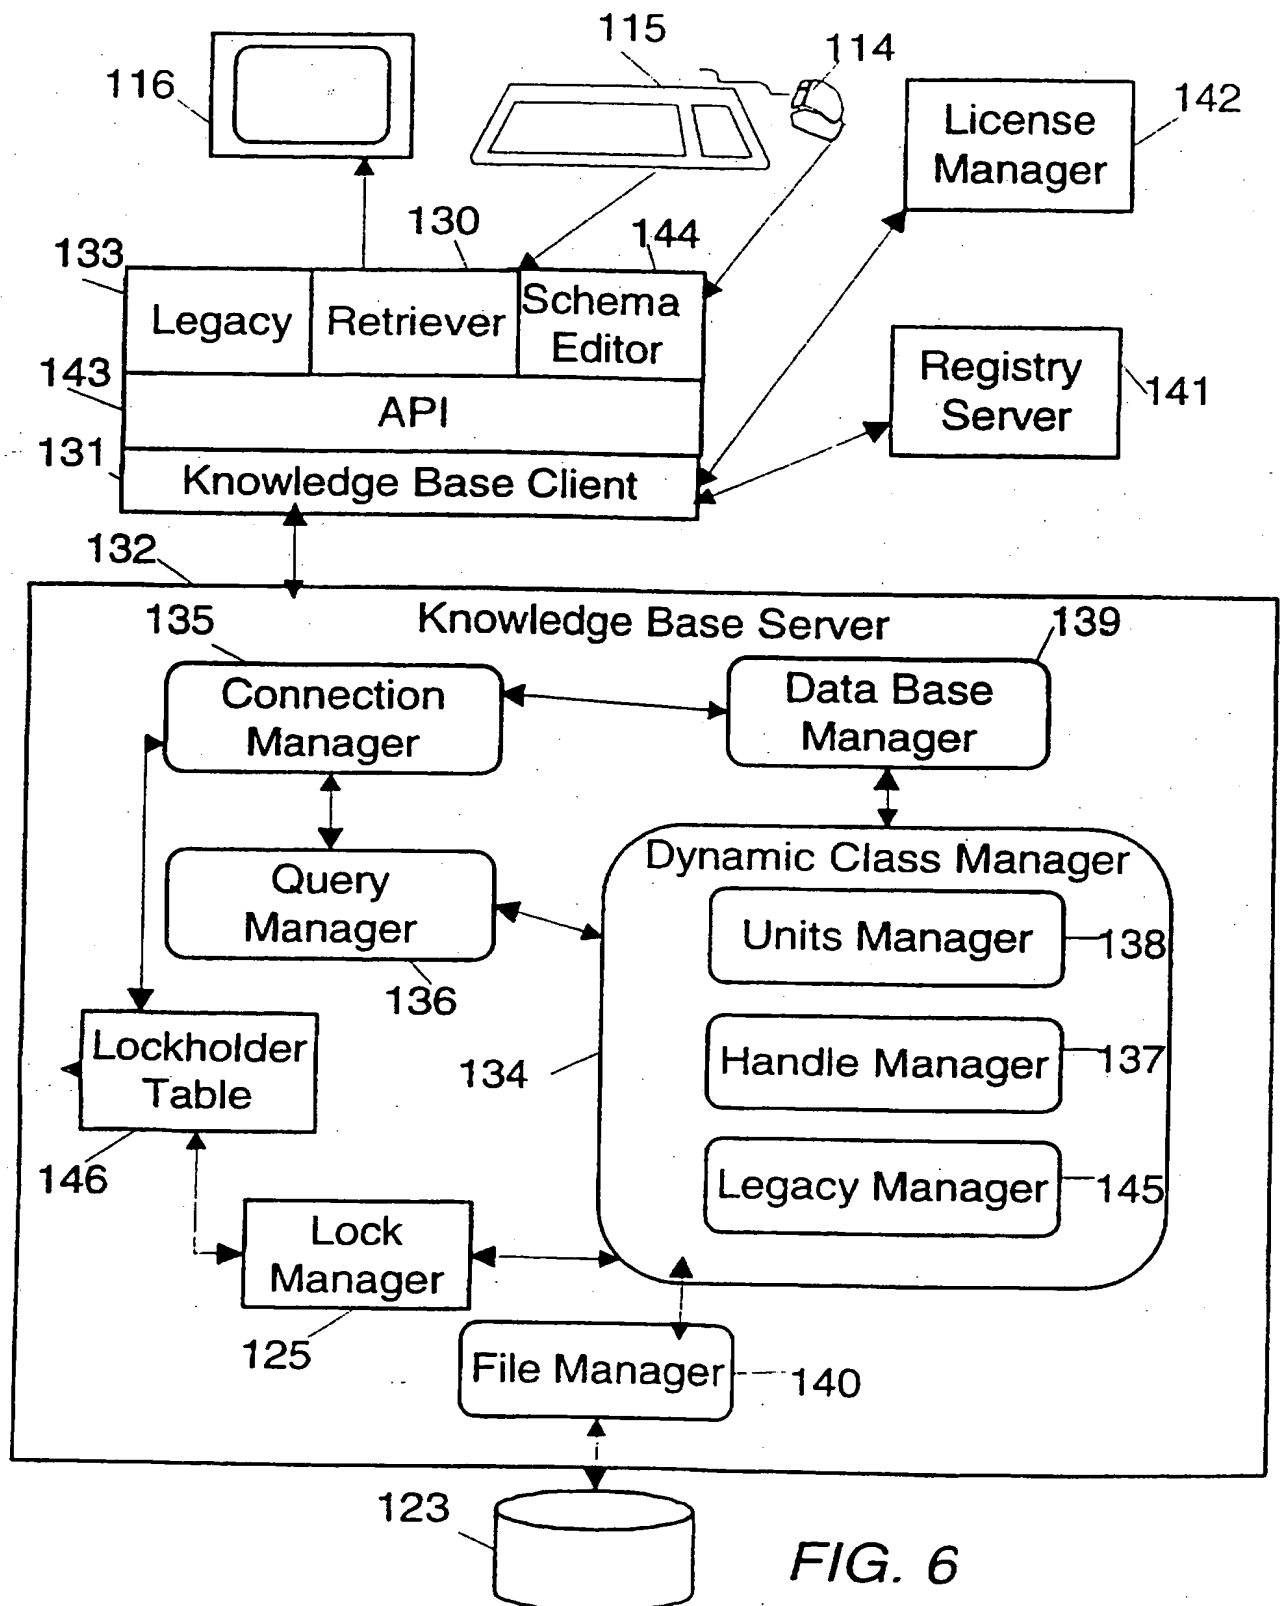 115
114
116
142
License
Manager
130
144
133
Legacy
Retriever
Schema
Editor
143
API
Registry
Server
141
131
Knowledge Base Client
132
Knowledge Base Server
135
139
Connection
Manager
Data Base
Manager
Dynamic Class Manager
Query
Manager
Units Manager
138
136
Lockholder
Table
134
Handle Manager
137
146
Legacy Manager
145
Lock
Manager
125
File Manager
140
123
FIG. 6